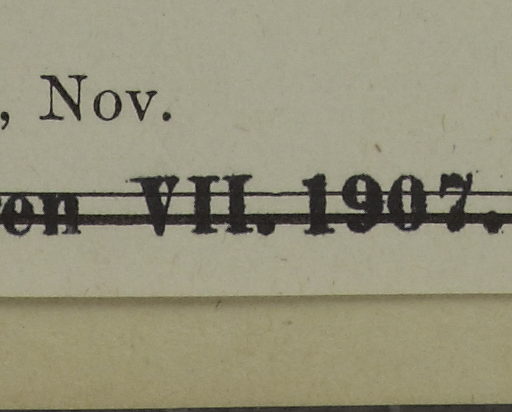 , Nov.
en VII. 1907.